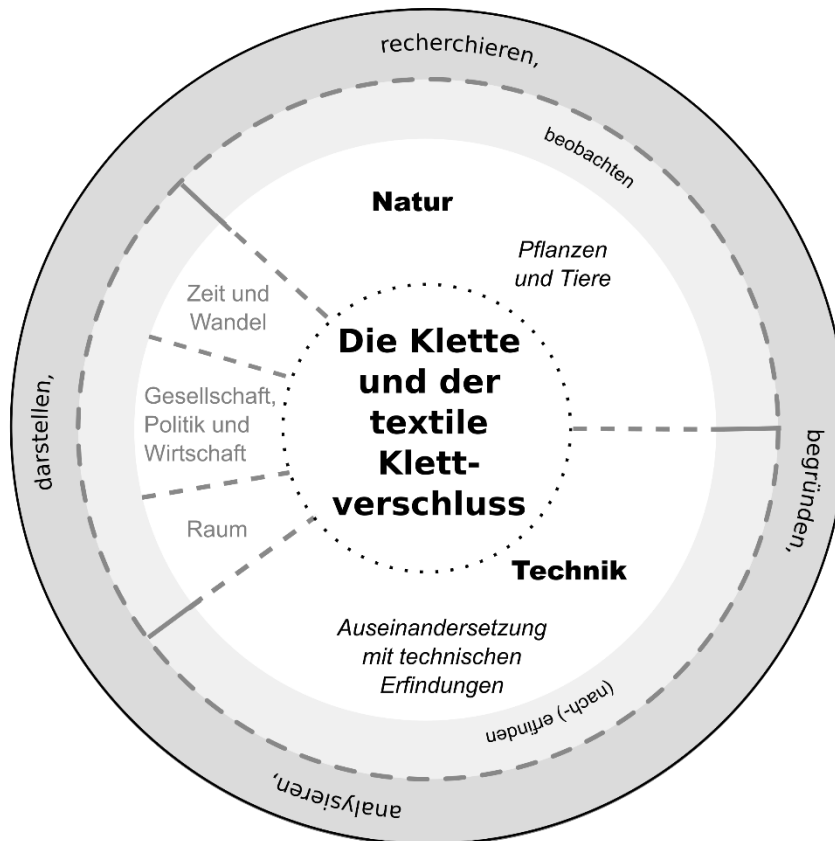 recherchieren,
beobachten
Natur
Pflanzen
und Tiere
Zeit und
Wandel
Die Klette
und der
textile
Klett-
verschluss
Gesellschaft,
Politik und
Wirtschaft
darstellen,
begründen,
Raum
Technik
Auseinandersetzung
mit technischen
Erfindungen
(nach-) erfinden
analysieren,